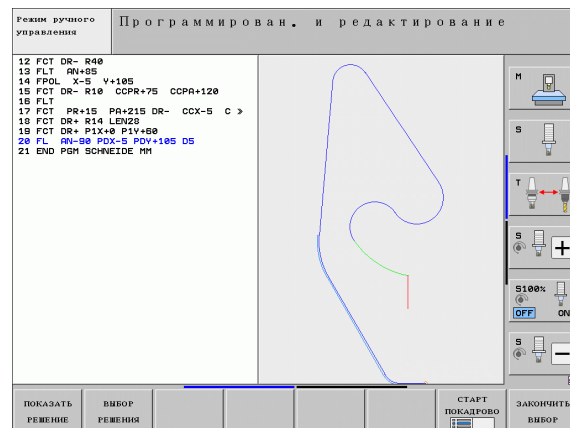 Режим ручного
управления
Программирован. и редактирование
12 FCT DR- R40
13 FLT AN+85
14 FPOL X-5 Y+105
15 FCT DR- R10 CCPR+75 CCPA+120
16 FLT
17 FCT PR+15 PA+215 DR- CCX-5 C »
18 FCT DR+ R14 LEN28
19 FCT DR+ P1X+0 P1Y+60
20 FL AN-90 PDX-5 PDY+105 D5
21 END PGM SCHNEIDE MM
M
S
T
S
S100%
OFF ON
S
ПОКАЗАТЬ
РЕШЕНИЕ
ВЫБОР
РЕШЕНИЯ
СТАРТ
ПОКАДРОВО
ЗАКОНЧИТЬ
ВЫБОР